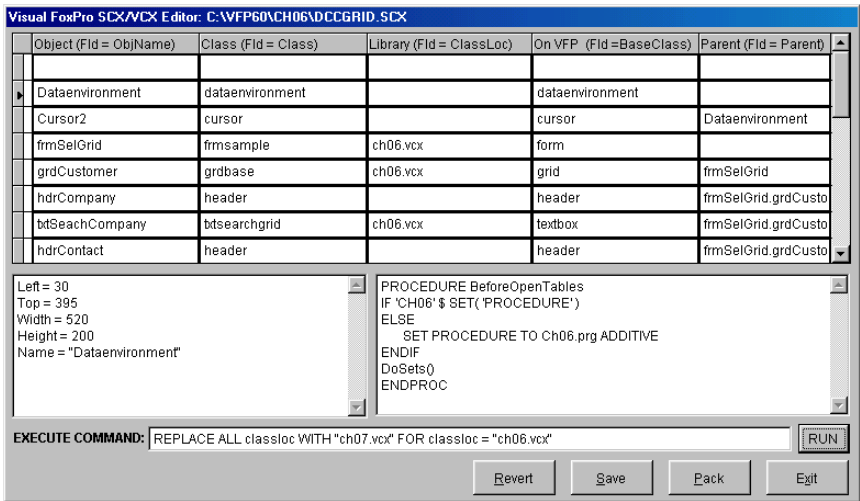 Visual FoxPro SCX/VCX Editor: C:\VFP60\CH06\DCCGRID.SCX
Object (Fld = ObjName) Class (Fld = Class) Library (Fld = ClassLoc) On VFP (Fld =BaseClass) Parent (Fld = Parent)
Dataenvironment dataenvironment dataenvironment
Cursor2 cursor cursor Dataenvironment
frmSelGrid frmsample ch06.vcx form
grdCustomer grdbase ch06.vcx grid frmSelGrid
hdrCompany header header frmSelGrid.grdCusto
txtSeachCompany txtsearchgrid ch06.vcx textbox frmSelGrid.grdCusto
hdrContact header header frmSelGrid.grdCusto
Left = 30
Top = 395
Width = 520
Height = 200
Name = "Dataenvironment"
PROCEDURE BeforeOpenTables
IF 'CH06' $ SET( 'PROCEDURE' )
ELSE
SET PROCEDURE TO Ch06.prg ADDITIVE
ENDIF
DoSets()
ENDPROC
EXECUTE COMMAND: REPLACE ALL classloc WITH "ch07.vcx" FOR classloc = "ch06.vcx" RUN
Revert Save Pack Exit